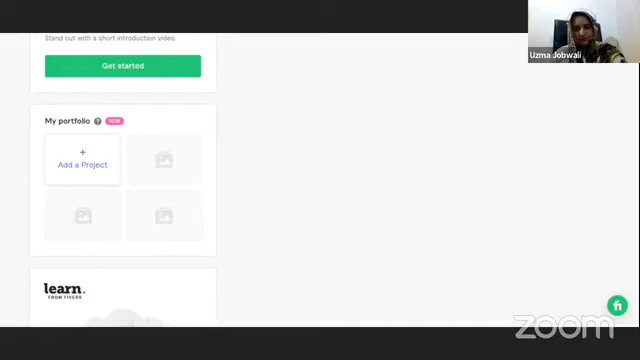 Stand out with a short introduction video.
Get started
Uzma Jobwali
My portfolio ? NEW
+
Add a Project
learn.
FROM FIVERR
fi
zoom